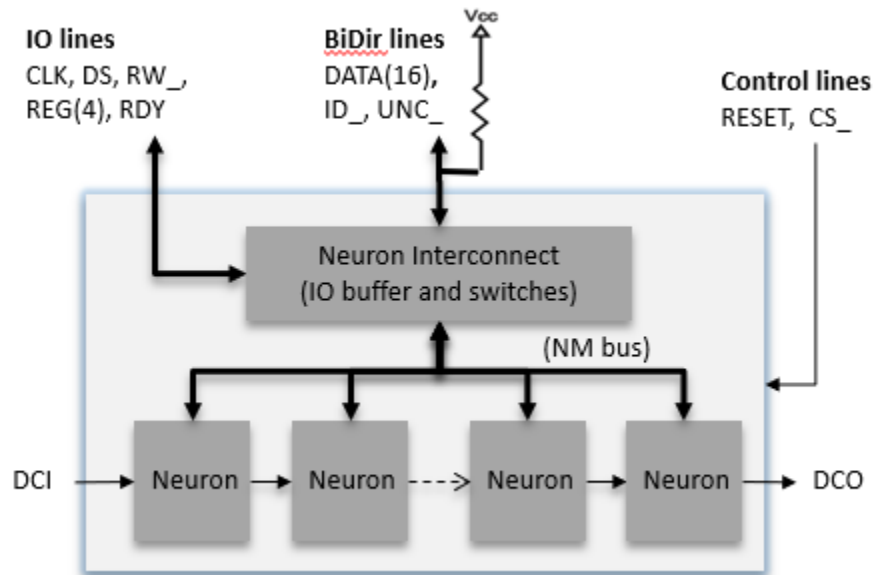 Vcc
IO lines
CLK, DS, RW_,
REG(4), RDY
BiDir lines
DATA(16),
ID_, UNC_
Control lines
RESET, CS_
Neuron Interconnect
(IO buffer and switches)
(NM bus)
DCI
Neuron
Neuron
Neuron
Neuron
DCO